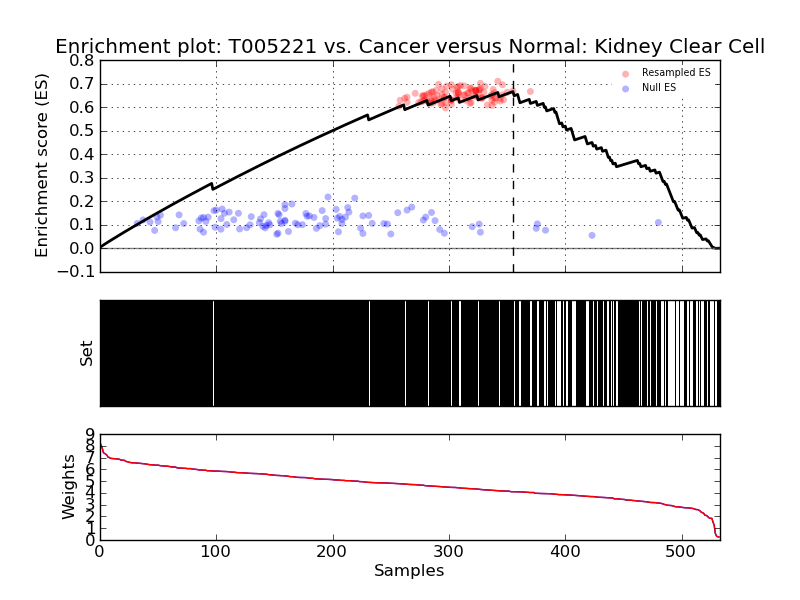 Enrichment plot: T005221 vs. Cancer versus Normal: Kidney Clear Cell
0.8
0.7
0.6
0.5
0.4
0.3
0.2
0.1
0.0
−0.1
Enrichment score (ES)
Resampled ES
Null ES
Set
9
8
7
6
5
4
3
2
1
0
Weights
0 100 200 300 400 500
Samples